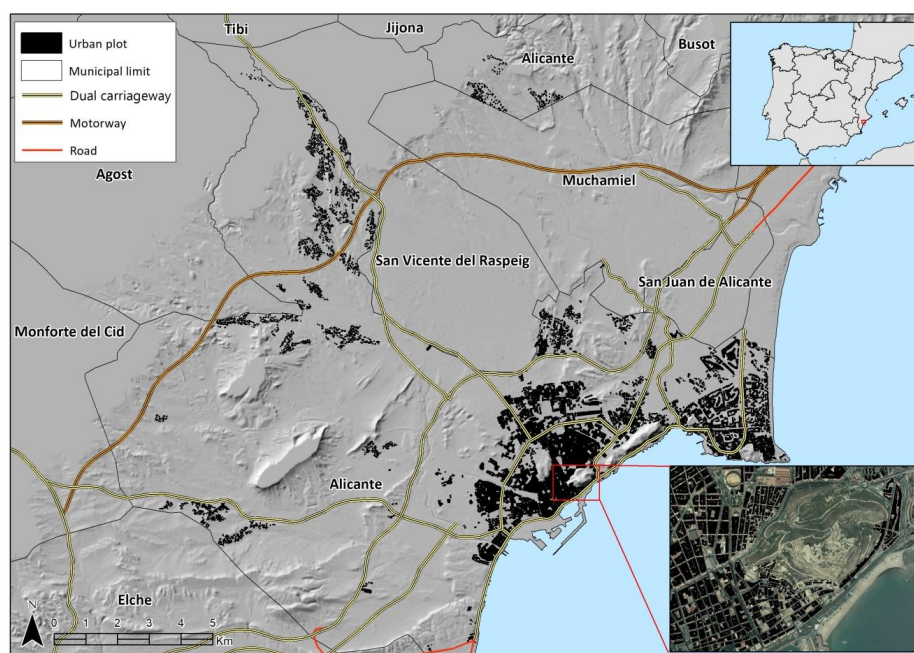 Urban plot
Municipal limit
Dual carriageway
Motorway
Road
Tibi
Jijona
Alicante
Busot
Agost
Muchamiel
San Vicente del Raspeig
San Juan de Alicante
Monforte del Cid
Alicante
Elche
N
0 1 2 3 4 5
Km